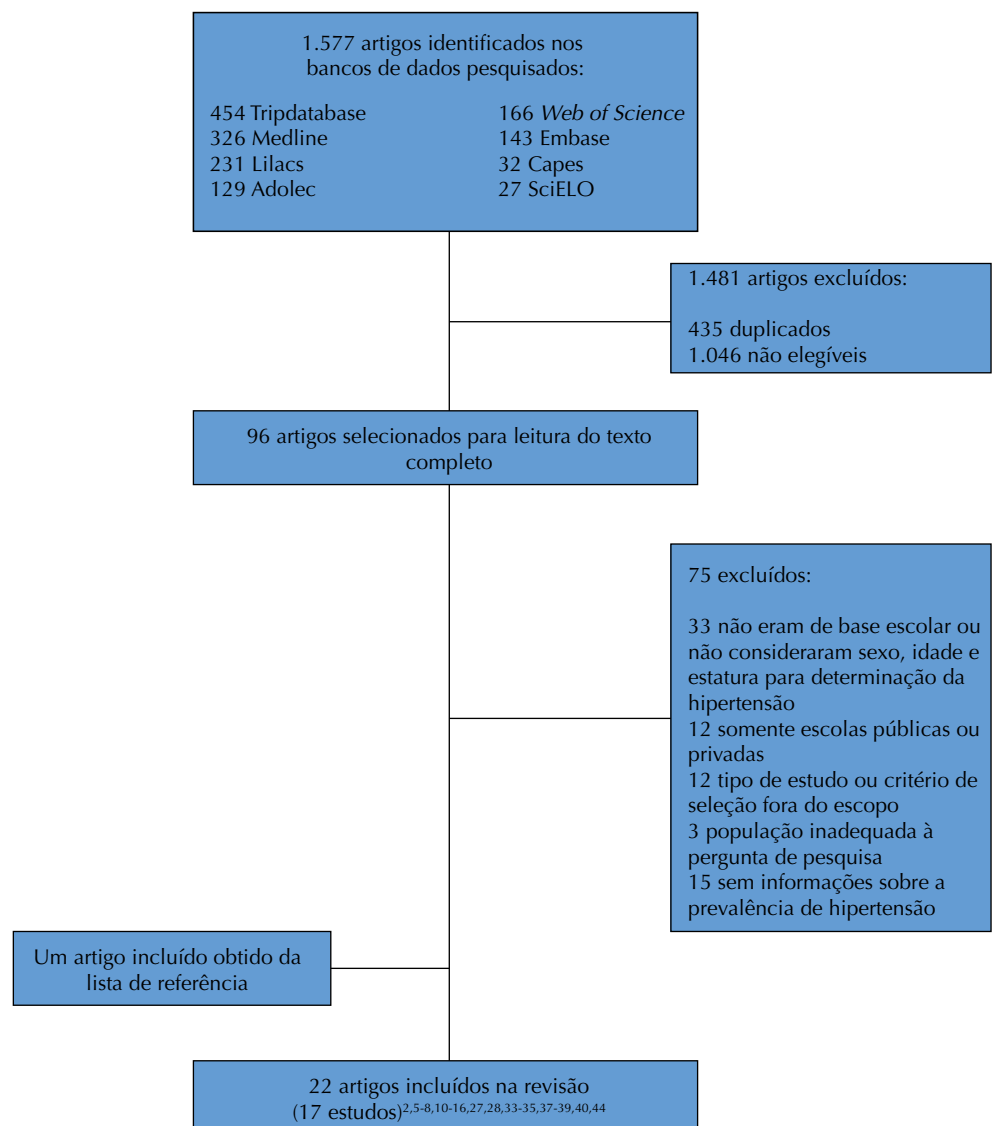 1.577 artigos identificados nos
bancos de dados pesquisados:
454 Tripdatabase
326 Medline
231 Lilacs
129 Adolec
166 Web of Science
143 Embase
32 Capes
27 SciELO
1.481 artigos excluídos:
435 duplicados
1.046 não elegíveis
96 artigos selecionados para leitura do texto
completo
75 excluídos:
33 não eram de base escolar ou
não consideraram sexo, idade e
estatura para determinação da
hipertensão
12 somente escolas públicas ou
privadas
12 tipo de estudo ou critério de
seleção fora do escopo
3 população inadequada à
pergunta de pesquisa
15 sem informações sobre a
prevalência de hipertensão
Um artigo incluído obtido da
lista de referência
22 artigos incluídos na revisão
(17 estudos)2,5-8,10-16,27,28,33-35,37-39,40,44